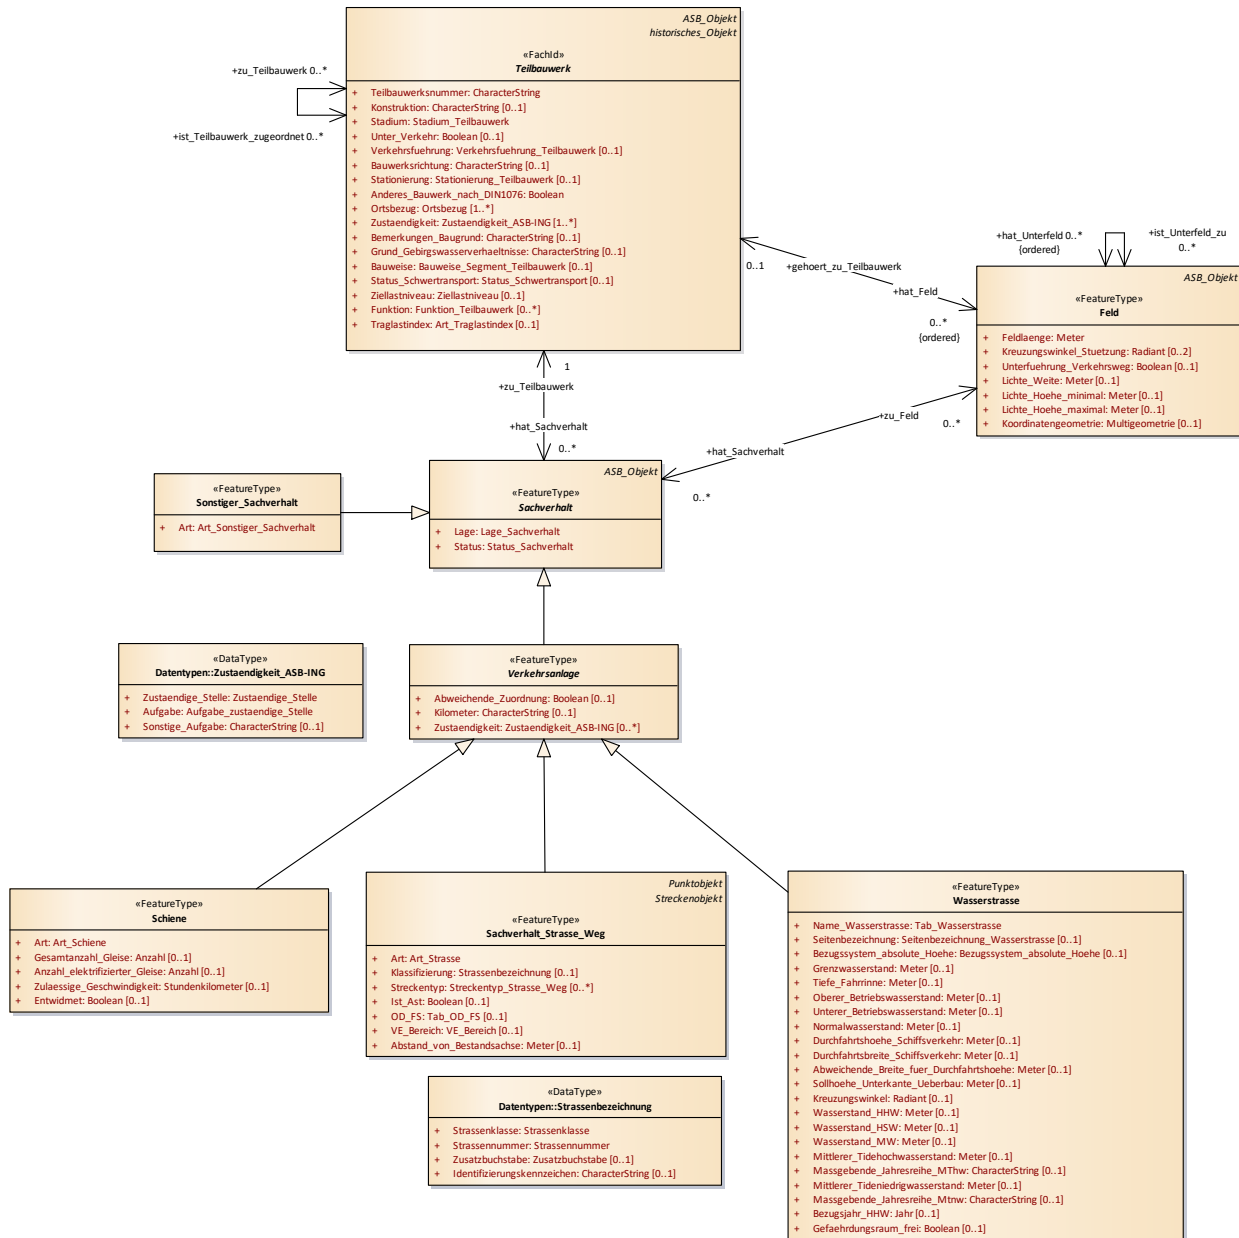 ASB_Objekt
historisches_Objekt
«FachId»
Teilbauwerk
+ Teilbauwerksnummer: CharacterString
+ Konstruktion: CharacterString [0..1]
+ Stadium: Stadium_Teilbauwerk
+ Unter_Verkehr: Boolean [0..1]
+ Verkehrsfuehrung: Verkehrsfuehrung_Teilbauwerk [0..1]
+ Bauwerksrichtung: CharacterString [0..1]
+ Stationierung: Stationierung_Teilbauwerk [0..1]
+ Anderes_Bauwerk_nach_DIN1076: Boolean
+ Ortsbezug: Ortsbezug [1..*]
+ Zustaendigkeit: Zustaendigkeit_ASB-ING [1..*]
+ Bemerkungen_Baugrund: CharacterString [0..1]
+ Grund_Gebirgswasserverhaeltnisse: CharacterString [0..1]
+ Bauweise: Bauweise_Segment_Teilbauwerk [0..1]
+ Status_Schwertransport: Status_Schwertransport [0..1]
+ Ziellastniveau: Ziellastniveau [0..1]
+ Funktion: Funktion_Teilbauwerk [0..*]
+ Traglastindex: Art_Traglastindex [0..1]
+zu_Teilbauwerk 0..*
+ist_Teilbauwerk_zugeordnet 0..*
0..1
+gehoert_zu_Teilbauwerk
+hat_Feld
0..*
{ordered}
+hat_Unterfeld 0..*
{ordered}
+ist_Unterfeld_zu
0..*
ASB_Objekt
«FeatureType»
Feld
+ Feldlaenge: Meter
+ Kreuzungswinkel_Stuetzung: Radiant [0..2]
+ Unterfuehrung_Verkehrsweg: Boolean [0..1]
+ Lichte_Weite: Meter [0..1]
+ Lichte_Hoehe_minimal: Meter [0..1]
+ Lichte_Hoehe_maximal: Meter [0..1]
+ Koordinatengeometrie: Multigeometrie [0..1]
1
+zu_Teilbauwerk
+hat_Sachverhalt
0..*
+zu_Feld
0..*
+hat_Sachverhalt
0..*
«FeatureType»
Sonstiger_Sachverhalt
+ Art: Art_Sonstiger_Sachverhalt
ASB_Objekt
«FeatureType»
Sachverhalt
+ Lage: Lage_Sachverhalt
+ Status: Status_Sachverhalt
«DataType»
Datentypen::Zustaendigkeit_ASB-ING
+ Zustaendige_Stelle: Zustaendige_Stelle
+ Aufgabe: Aufgabe_zustaendige_Stelle
+ Sonstige_Aufgabe: CharacterString [0..1]
«FeatureType»
Verkehrsanlage
+ Abweichende_Zuordnung: Boolean [0..1]
+ Kilometer: CharacterString [0..1]
+ Zustaendigkeit: Zustaendigkeit_ASB-ING [0..*]
«FeatureType»
Schiene
+ Art: Art_Schiene
+ Gesamtanzahl_Gleise: Anzahl [0..1]
+ Anzahl_elektrifizierter_Gleise: Anzahl [0..1]
+ Zulaessige_Geschwindigkeit: Stundenkilometer [0..1]
+ Entwidmet: Boolean [0..1]
Punktobjekt
Streckenobjekt
«FeatureType»
Sachverhalt_Strasse_Weg
+ Art: Art_Strasse
+ Klassifizierung: Strassenbezeichnung [0..1]
+ Streckentyp: Streckentyp_Strasse_Weg [0..*]
+ Ist_Ast: Boolean [0..1]
+ OD_FS: Tab_OD_FS [0..1]
+ VE_Bereich: VE_Bereich [0..1]
+ Abstand_von_Bestandsachse: Meter [0..1]
«DataType»
Datentypen::Strassenbezeichnung
+ Strassenklasse: Strassenklasse
+ Strassennummer: Strassennummer
+ Zusatzbuchstabe: Zusatzbuchstabe [0..1]
+ Identifizierungskennzeichen: CharacterString [0..1]
«FeatureType»
Wasserstrasse
+ Name_Wasserstrasse: Tab_Wasserstrasse
+ Seitenbezeichnung: Seitenbezeichnung_Wasserstrasse [0..1]
+ Bezugssystem_absolute_Hoehe: Bezugssystem_absolute_Hoehe [0..1]
+ Grenzwasserstand: Meter [0..1]
+ Tiefe_Fahrrinne: Meter [0..1]
+ Oberer_Betriebswasserstand: Meter [0..1]
+ Unterer_Betriebswasserstand: Meter [0..1]
+ Normalwasserstand: Meter [0..1]
+ Durchfahrtshoehe_Schiffsverkehr: Meter [0..1]
+ Durchfahrtsbreite_Schiffsverkehr: Meter [0..1]
+ Abweichende_Breite_fuer_Durchfahrtshoehe: Meter [0..1]
+ Sollhoehe_Unterkante_Ueberbau: Meter [0..1]
+ Kreuzungswinkel: Radiant [0..1]
+ Wasserstand_HHW: Meter [0..1]
+ Wasserstand_HSW: Meter [0..1]
+ Wasserstand_MW: Meter [0..1]
+ Mittlerer_Tidehochwasserstand: Meter [0..1]
+ Massgebende_Jahresreihe_MThw: CharacterString [0..1]
+ Mittlerer_Tideniedrigwasserstand: Meter [0..1]
+ Massgebende_Jahresreihe_Mtnw: CharacterString [0..1]
+ Bezugsjahr_HHW: Jahr [0..1]
+ Gefaehrdungsraum_frei: Boolean [0..1]